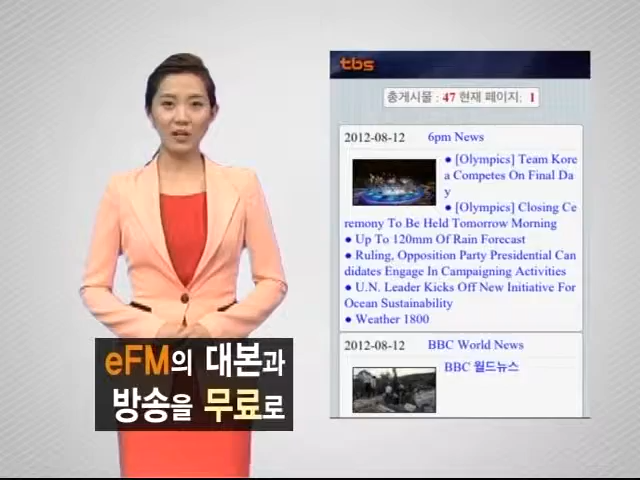 tbs
총게시물 : 47 현재 페이지: 1
2012-08-12 6pm News
● [Olympics] Team Kore
a Competes On Final Da
y
● [Olympics] Closing Ce
remony To Be Held Tomorrow Morning
● Up To 120mm Of Rain Forecast
● Ruling, Opposition Party Presidential Can
didates Engage In Campaigning Activities
● U.N. Leader Kicks Off New Initiative For
Ocean Sustainability
● Weather 1800
2012-08-12 BBC World News
BBC 월드뉴스
eFM의 대본과
방송을 무료로